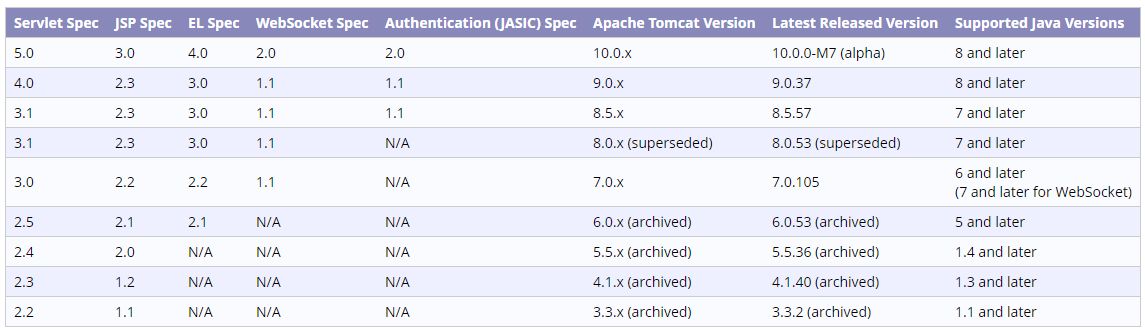 Servlet Spec JSP Spec EL Spec WebSocket Spec Authentication (JASIC) Spec Apache Tomcat Version Latest Released Version Supported Java Versions
5.0 3.0 4.0 2.0 2.0 10.0.x 10.0.0-M7 (alpha) 8 and later
4.0 2.3 3.0 1.1 1.1 9.0.x 9.0.37 8 and later
3.1 2.3 3.0 1.1 1.1 8.5.x 8.5.57 7 and later
3.1 2.3 3.0 1.1 N/A 8.0.x (superseded) 8.0.53 (superseded) 7 and later
3.0 2.2 2.2 1.1 N/A 7.0.x 7.0.105 6 and later
(7 and later for WebSocket)
2.5 2.1 2.1 N/A N/A 6.0.x (archived) 6.0.53 (archived) 5 and later
2.4 2.0 N/A N/A N/A 5.5.x (archived) 5.5.36 (archived) 1.4 and later
2.3 1.2 N/A N/A N/A 4.1.x (archived) 4.1.40 (archived) 1.3 and later
2.2 1.1 N/A N/A N/A 3.3.x (archived) 3.3.2 (archived) 1.1 and later